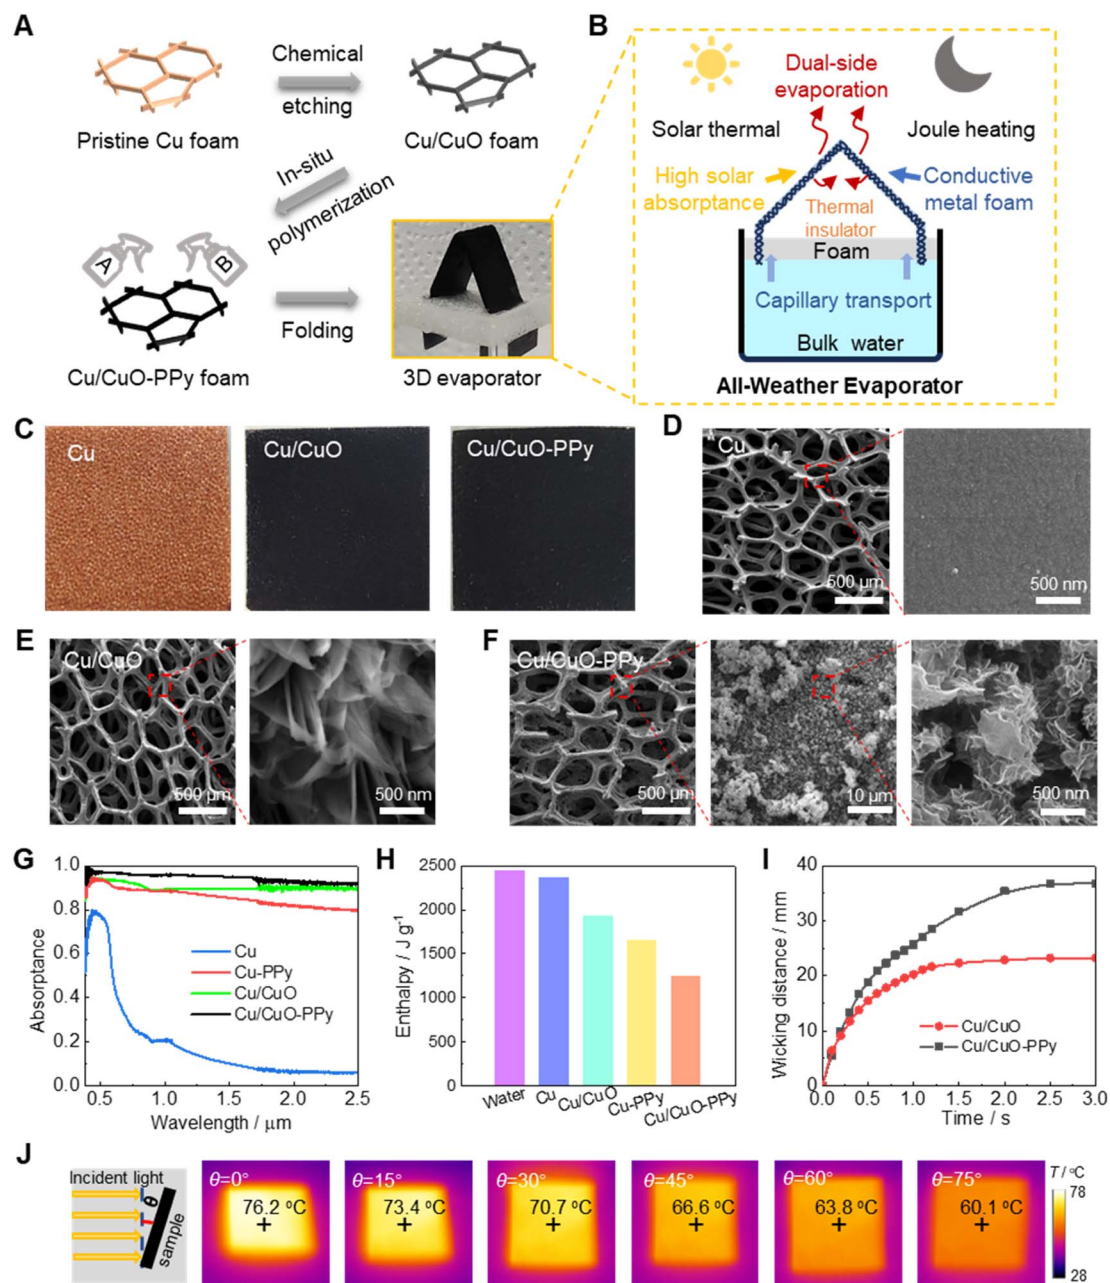 A
Chemical
etching
Pristine Cu foam
Cu/CuO foam
In-situ
polymerization
A
B
Folding
Cu/CuO-PPy foam
3D evaporator
B
Dual-side
evaporation
Solar thermal
Joule heating
High solar
absorptance
Conductive
metal foam
Thermal
insulator
Foam
Capillary transport
Bulk water
All-Weather Evaporator
C
Cu
Cu/CuO
Cu/CuO-PPy
D
Cu
500 μm
500 nm
E
Cu/CuO
500 μm
500 nm
F
Cu/CuO-PPy
500 μm
10 μm
500 nm
G
1.0
0.8
0.6
0.4
0.2
0.0
Absorptance
Cu
Cu-PPy
Cu/CuO
Cu/CuO-PPy
0.5 1.0 1.5 2.0 2.5
Wavelength / μm
H
2500
2000
1500
1000
500
0
Enthalpy / J g⁻¹
Water Cu Cu/CuO Cu-PPy Cu/CuO-PPy
I
40
30
20
10
0
Wicking distance / mm
Cu/CuO
Cu/CuO-PPy
0.0 0.5 1.0 1.5 2.0 2.5 3.0
Time / s
J
Incident light
θ
sample
θ=0°
76.2 °C
θ=15°
73.4 °C
θ=30°
70.7 °C
θ=45°
66.6 °C
θ=60°
63.8 °C
θ=75°
60.1 °C
T / °C
78
28